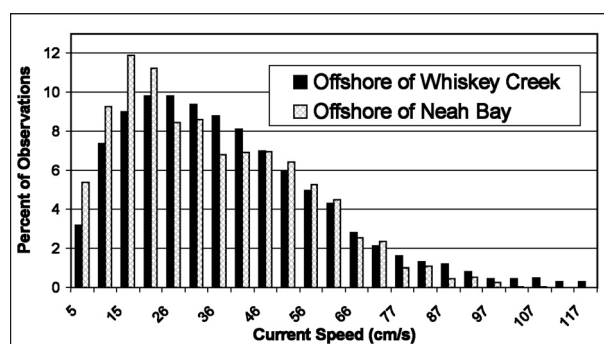 Offshore of Whiskey Creek
Offshore of Neah Bay
Percent of Observations
12
10
8
6
4
2
0
5 15 26 36 46 56 66 77 87 97 107 117
Current Speed (cm/s)